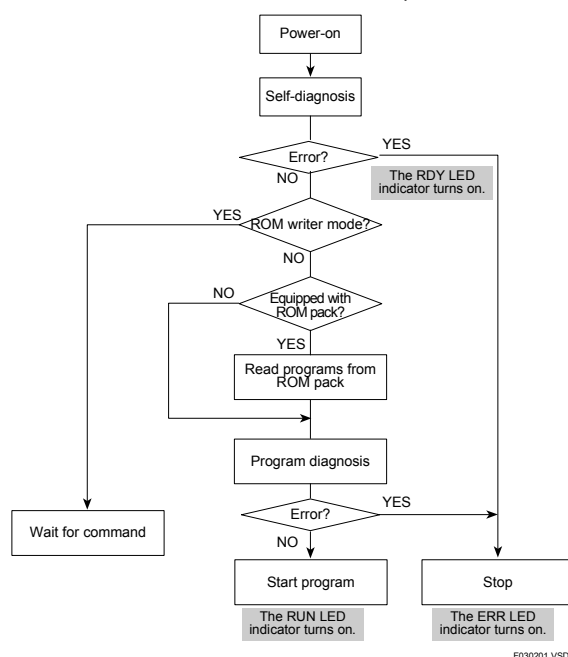 Power-on
Self-diagnosis
YES
Error?
The RDY LED
indicator turns on.
NO
YES
ROM writer mode?
NO
NO
Equipped with
ROM pack?
YES
Read programs from
ROM pack
Program diagnosis
YES
Error?
Wait for command
NO
Start program
Stop
The RUN LED
indicator turns on.
The ERR LED
indicator turns on.
F030201.VSD